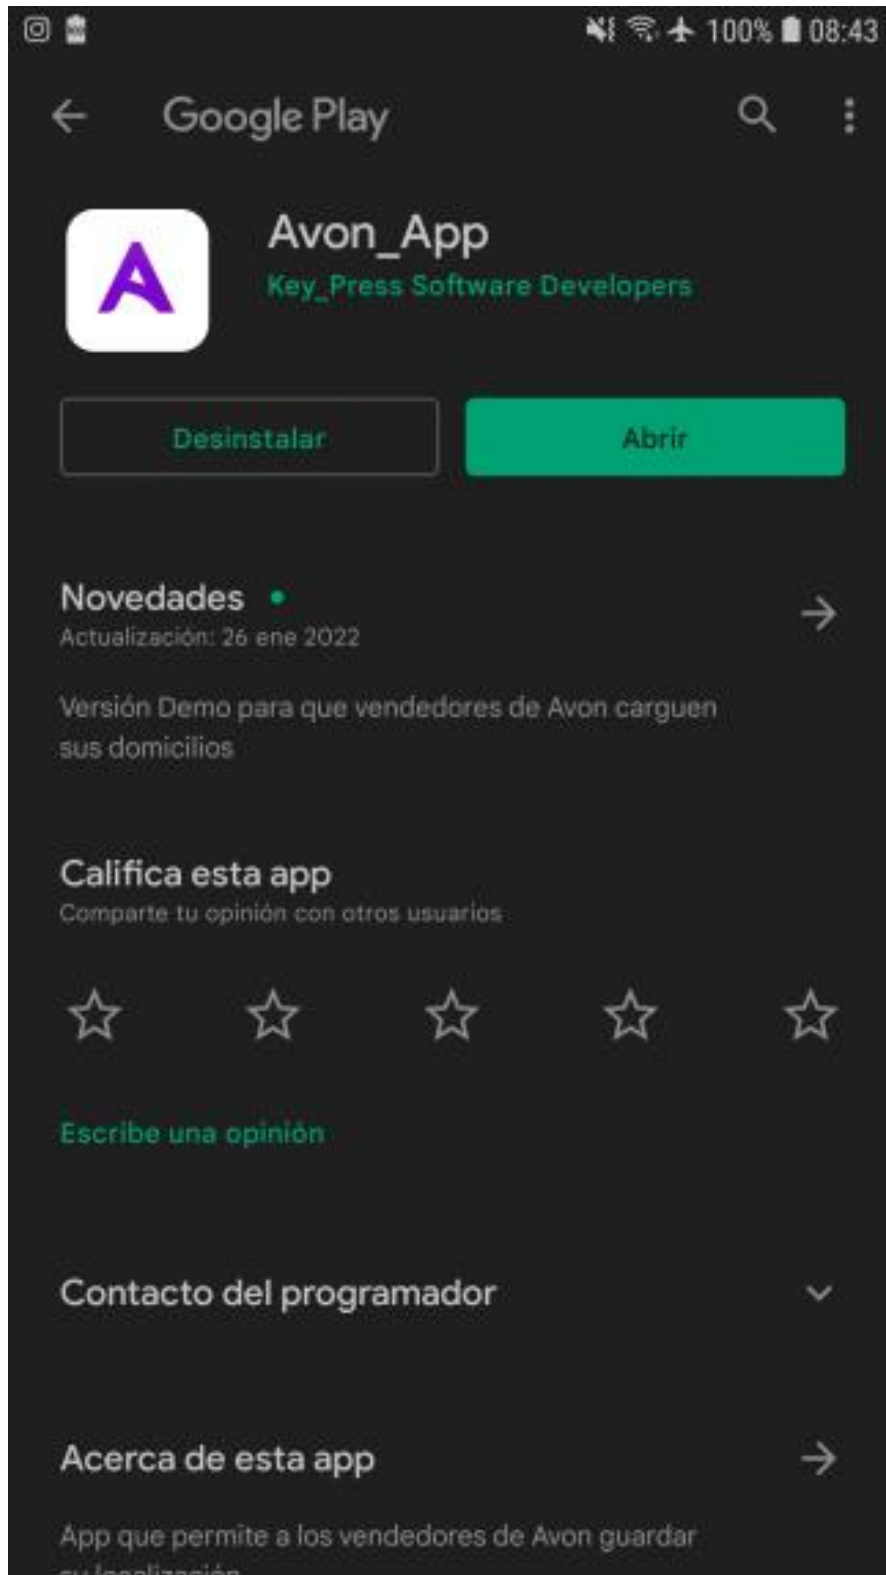 100% 08:43
Google Play
Avon_App
Key_Press Software Developers
Desinstalar
Abrir
Novedades
Actualización: 26 ene 2022
Versión Demo para que vendedores de Avon carguen
sus domicilios
Califica esta app
Comparte tu opinión con otros usuarios
Escribe una opinión
Contacto del programador
Acerca de esta app
App que permite a los vendedores de Avon guardar
su localización